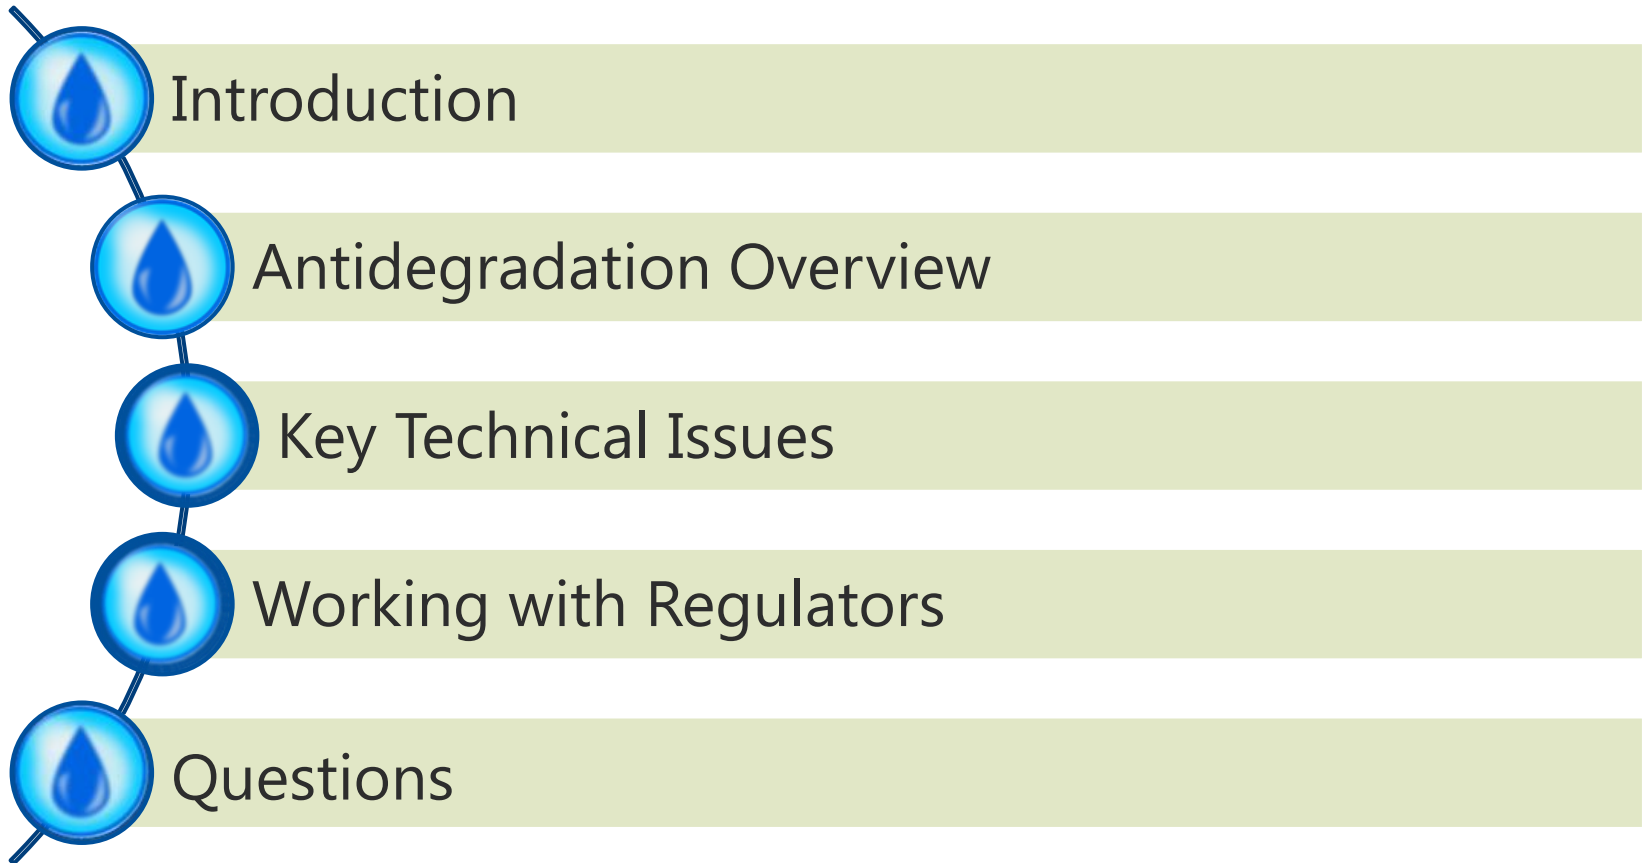 Introduction
Antidegradation Overview
Key Technical Issues
Working with Regulators
Questions